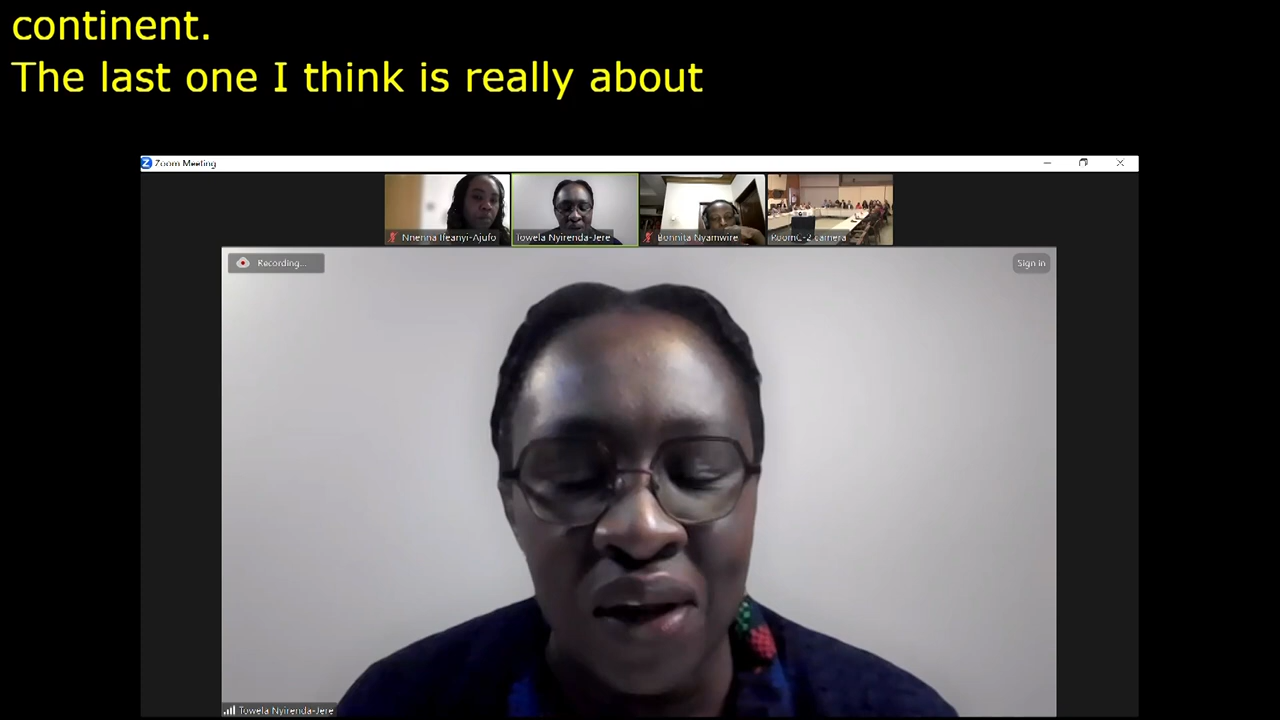 continent.
The last one I think is really about
Zoom Meeting
Nnenna Ifeanyi-Ajufo
Towela Nyirenda-Jere
Bonnita Nyamwire
RoomC-2 camera
Recording...
Sign in
Towela Nyirenda-Jere